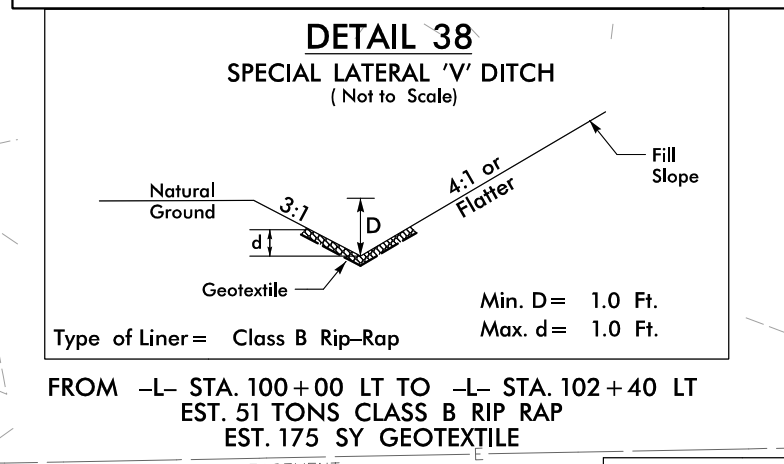 DETAIL 38
SPECIAL LATERAL 'V' DITCH
( Not to Scale)
Natural
Ground
3:1
D
d
4:1 or
Flatter
Fill
Slope
Geotextile
Min. D= 1.0 Ft.
Max. d= 1.0 Ft.
Type of Liner= Class B Rip-Rap
FROM -L- STA. 100+00 LT TO -L- STA. 102+40 LT
EST. 51 TONS CLASS B RIP RAP
EST. 175 SY GEOTEXTILE
E